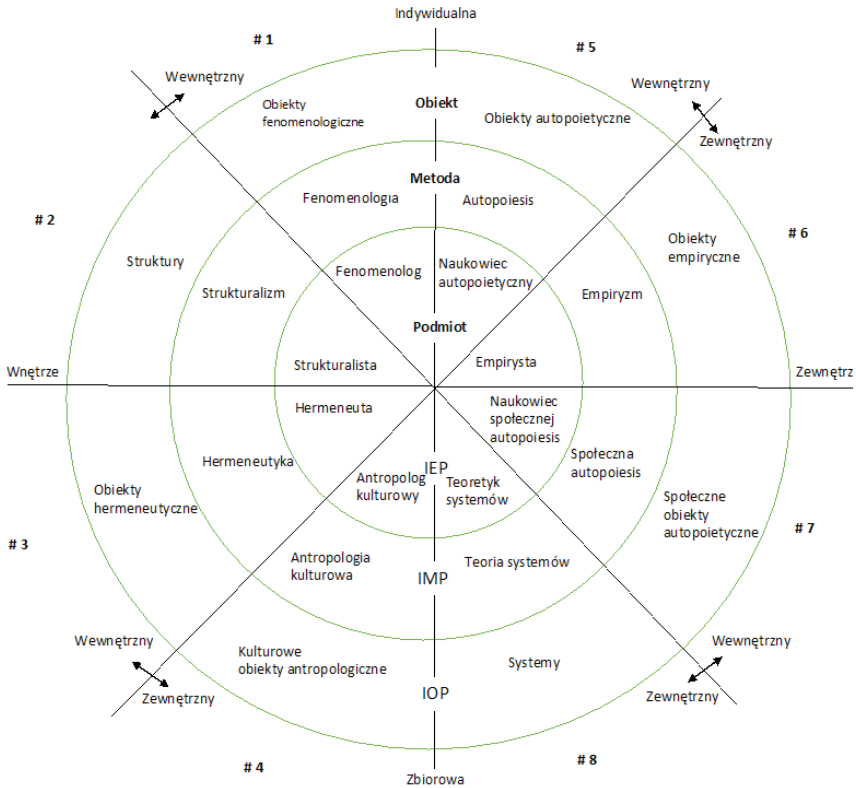 Indywidualna
# 1
# 5
Wewnętrzny
Wewnętrzny
Obiekty
fenomenologiczne
Obiekt
Obiekty autopoietyczne
Zewnętrzny
Metoda
Fenomenologia
Autopoiesis
# 2
# 6
Obiekty
empiryczne
Struktury
Fenomenolog
Naukowiec
autopoietyczny
Strukturalizm
Empiryzm
Podmiot
Strukturalista
Empirysta
Wnętrze
Zewnętrz
Hermeneuta
Naukowiec
społecznej
autopoiesis
Hermeneutyka
IEP
Społeczna
autopoiesis
Antropolog
kulturowy
Teoretyk
systemów
Obiekty
hermeneutyczne
Społeczne
obiekty
autopoietyczne
# 3
# 7
Antropologia
kulturowa
IMP
Teoria systemów
Wewnętrzny
Wewnętrzny
Kulturowe
obiekty antropologiczne
Systemy
Zewnętrzny
IOP
Zewnętrzny
# 4
# 8
Zbiorowa